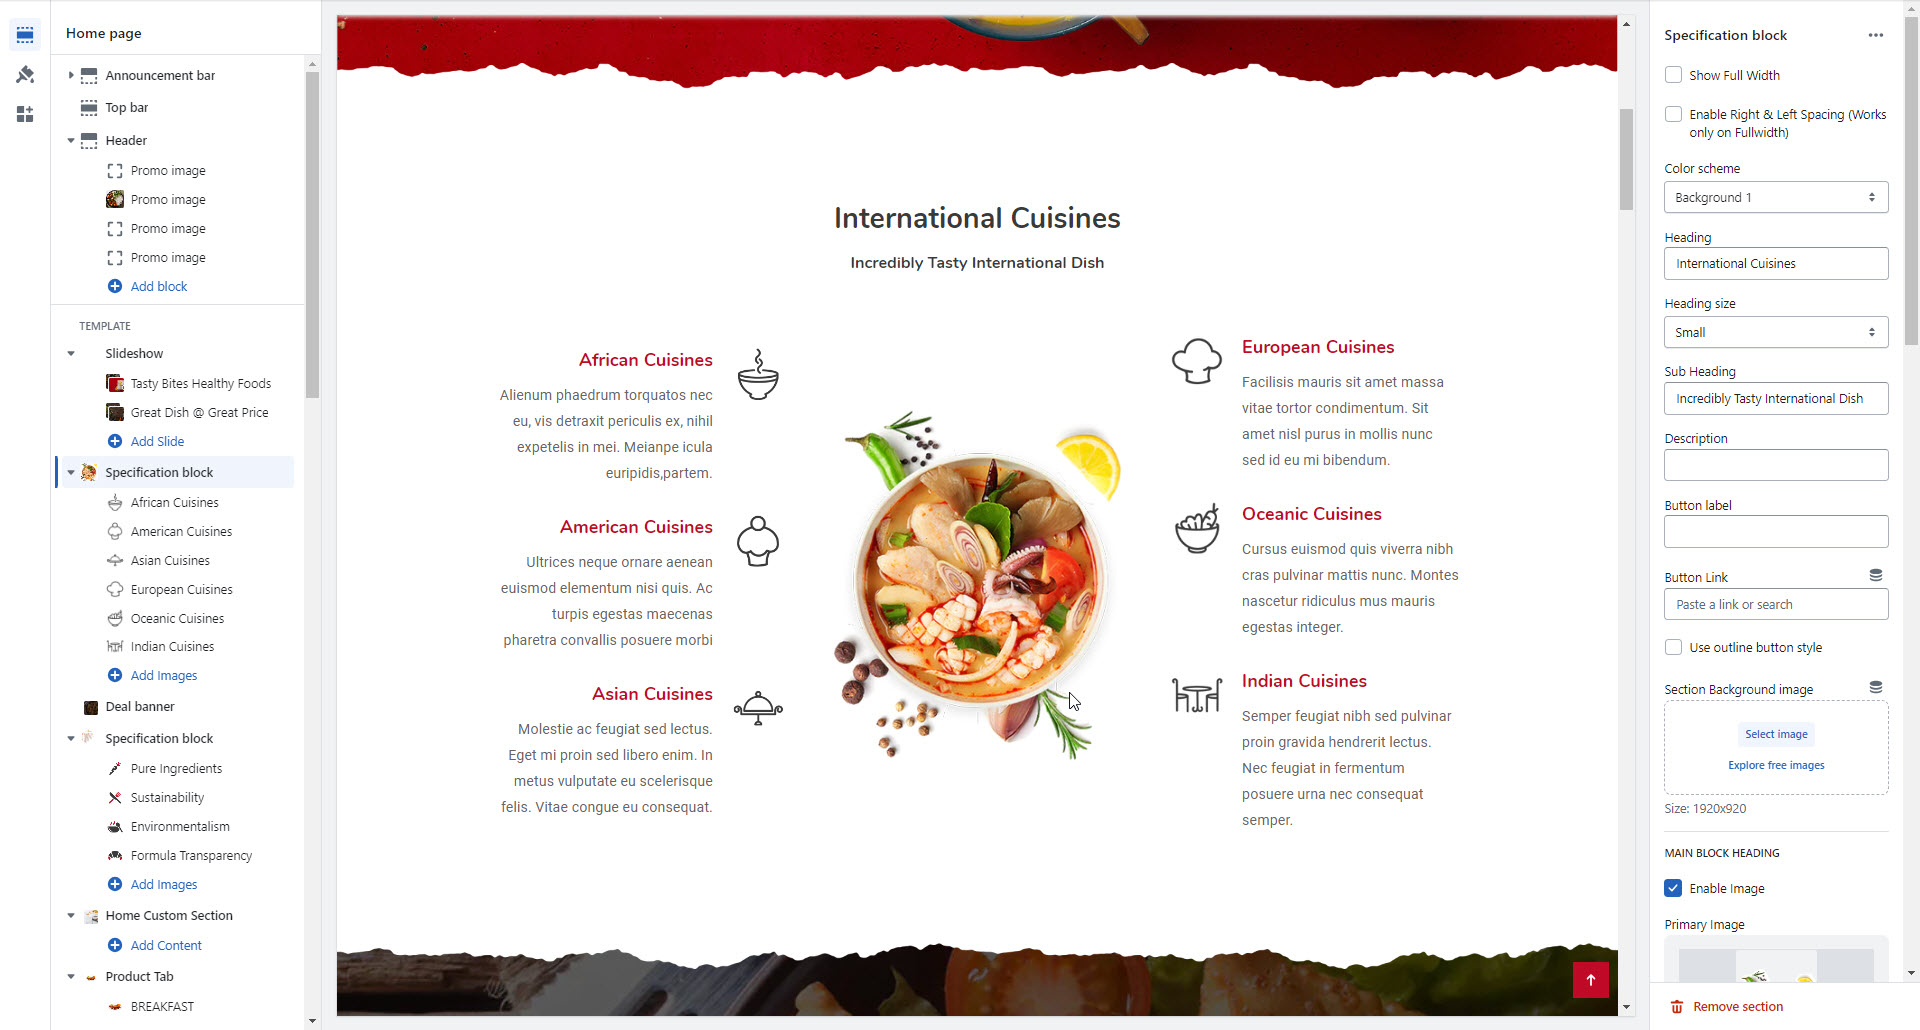 Home page
Announcement bar
Top bar
Header
Promo image
Promo image
Promo image
Promo image
Add block
TEMPLATE
Slideshow
Tasty Bites Healthy Foods
Great Dish @ Great Price
Add Slide
Specification block
African Cuisines
American Cuisines
Asian Cuisines
European Cuisines
Oceanic Cuisines
Indian Cuisines
Add Images
Deal banner
Specification block
Pure Ingredients
Sustainability
Environmentalism
Formula Transparency
Add Images
Home Custom Section
Add Content
Product Tab
BREAKFAST
International Cuisines
Incredibly Tasty International Dish
African Cuisines
Alienum phaedrum torquatos nec
eu, vis detraxit periculis ex, nihil
expetelis in mei. Meianpe icula
euripidis,partem.
American Cuisines
Ultrices neque ornare aenean
euismod elementum nisi quis. Ac
turpis egestas maecenas
pharetra convallis posuere morbi
Asian Cuisines
Molestie ac feugiat sed lectus.
Eget mi proin sed libero enim. In
metus vulputate eu scelerisque
felis. Vitae congue eu consequat.
European Cuisines
Facilisis mauris sit amet massa
vitae tortor condimentum. Sit
amet nisl purus in mollis nunc
sed id eu mi bibendum.
Oceanic Cuisines
Cursus euismod quis viverra nibh
cras pulvinar mattis nunc. Montes
nascetur ridiculus mus mauris
egestas integer.
Indian Cuisines
Semper feugiat nibh sed pulvinar
proin gravida hendrerit lectus.
Nec feugiat in fermentum
posuere urna nec consequat
semper.
Specification block
Show Full Width
Enable Right & Left Spacing (Works
only on Fullwidth)
Color scheme
Background 1
Heading
International Cuisines
Heading size
Small
Sub Heading
Incredibly Tasty International Dish
Description
Button label
Button Link
Paste a link or search
Use outline button style
Section Background image
Select image
Explore free images
Size: 1920x920
MAIN BLOCK HEADING
Enable Image
Primary Image
Remove section